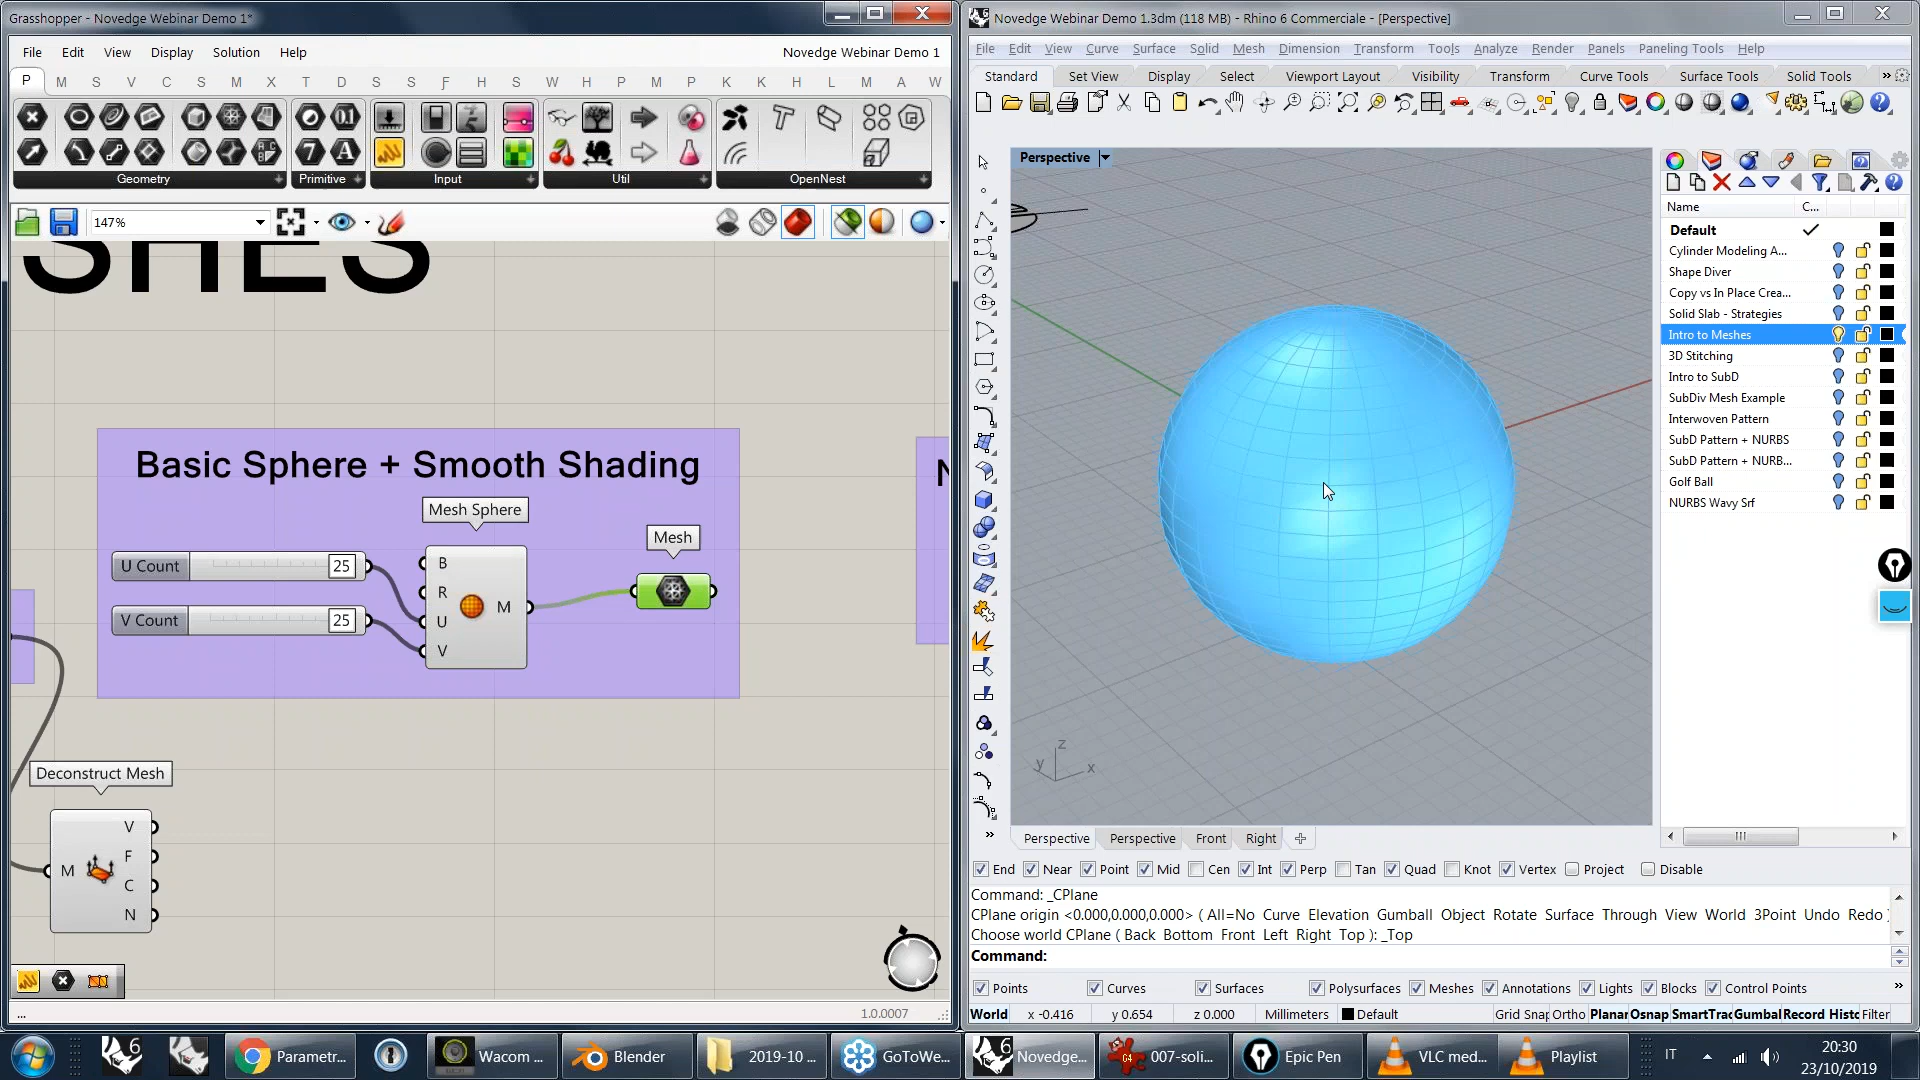 Grasshopper - Novedge Webinar Demo 1*
File Edit View Display Solution Help
Novedge Webinar Demo 1
P M S V C S M X T D S S F H S W H P M P K K H L M A W
Geometry
Primitive
Input
Util
OpenNest
147%
SHES
Basic Sphere + Smooth Shading
Mesh Sphere
Mesh
U Count 25
V Count 25
B
R
U
V
M
Deconstruct Mesh
M
V
F
C
N
...
1.0.0007
Novedge Webinar Demo 1.3dm (118 MB) - Rhino 6 Commerciale - [Perspective]
File Edit View Curve Surface Solid Mesh Dimension Transform Tools Analyze Render Panels Paneling Tools Help
Standard Set View Display Select Viewport Layout Visibility Transform Curve Tools Surface Tools Solid Tools »
Perspective
z
y
x
Name C...
Default
Cylinder Modeling A...
Shape Diver
Copy vs In Place Crea...
Solid Slab - Strategies
Intro to Meshes
3D Stitching
Intro to SubD
SubDiv Mesh Example
Interwoven Pattern
SubD Pattern + NURBS
SubD Pattern + NURB...
Golf Ball
NURBS Wavy Srf
Perspective Perspective Front Right
End Near Point Mid Cen Int Perp Tan Quad Knot Vertex Project Disable
Command: _CPlane
CPlane origin <0.000,0.000,0.000> ( All=No Curve Elevation Gumball Object Rotate Surface Through View World 3Point Undo Redo
Choose world CPlane ( Back Bottom Front Left Right Top ): _Top
Command:
Points Curves Surfaces Polysurfaces Meshes Annotations Lights Blocks Control Points »
World x -0.416 y 0.654 z 0.000 Millimeters Default Grid Snap Ortho Planar Osnap SmartTrac Gumbal Record Histo Filter
Parametr... Wacom ... Blender 2019-10 ... GoToWe... Novedge... 007-soli... Epic Pen VLC med... Playlist IT 20:30
23/10/2019